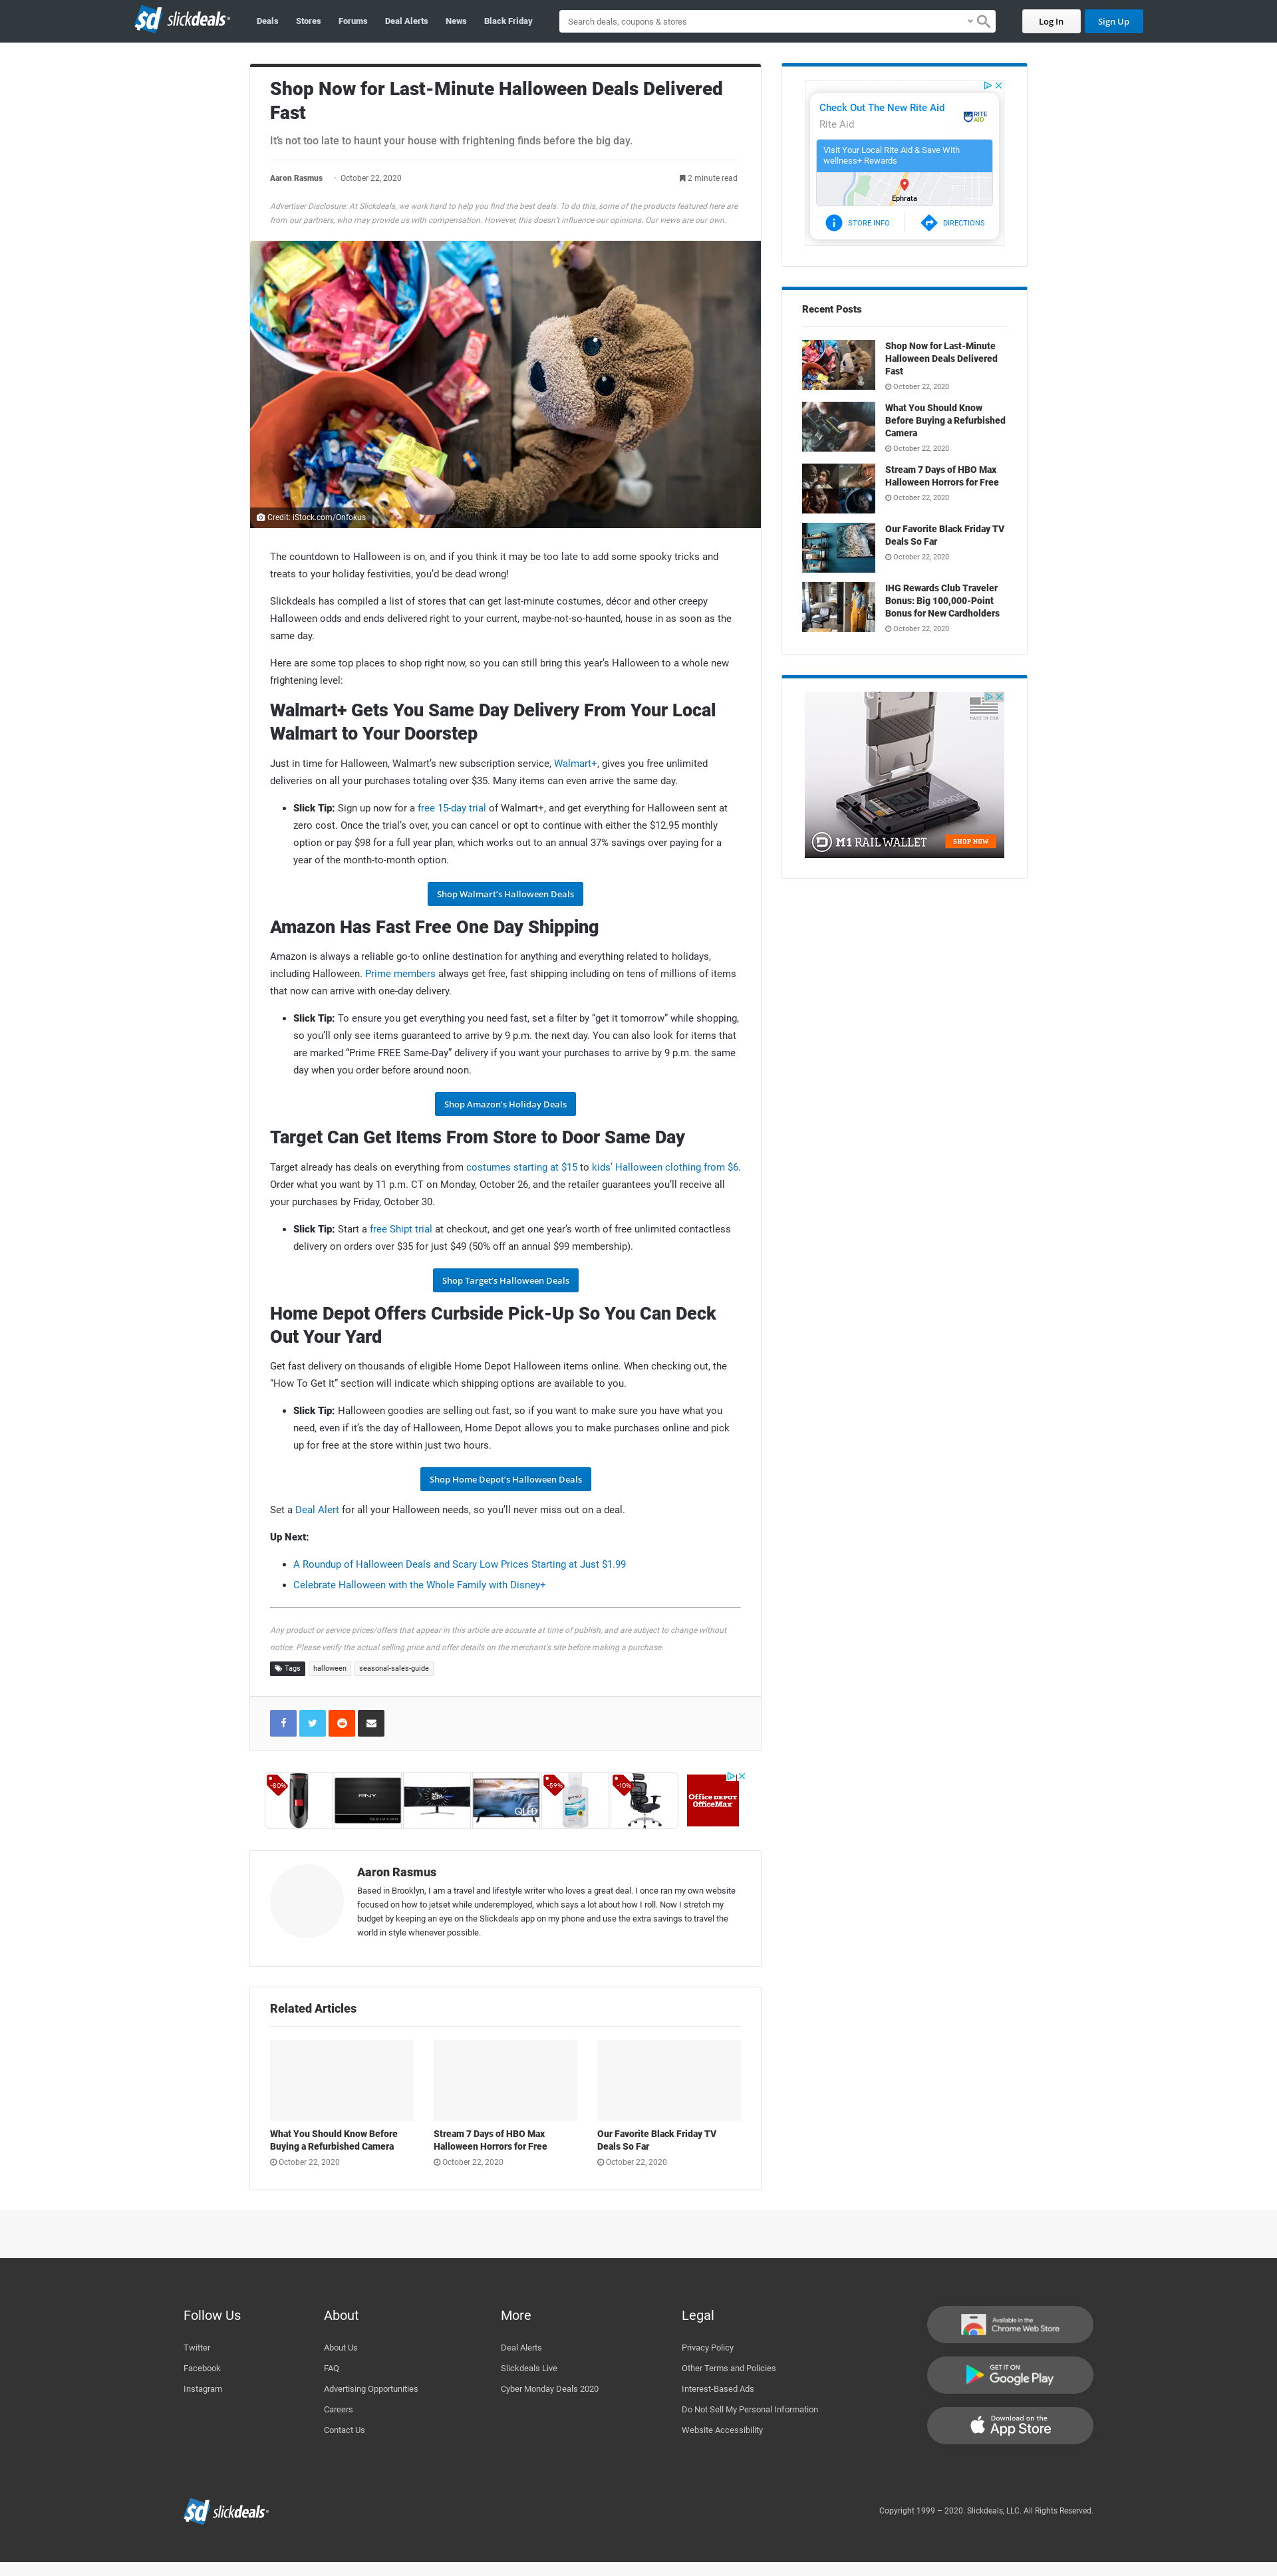 slickdeals
Deals
Stores
Forums
Deal Alerts
News
Black Friday
Search deals, coupons & stores
Log In
Sign Up
Shop Now for Last-Minute Halloween Deals Delivered
Fast
It's not too late to haunt your house with frightening finds before the big day.
Aaron Rasmus - October 22, 2020
2 minute read
Advertiser Disclosure: At Slickdeals, we work hard to help you find the best deals. To do this, some of the products featured here are
from our partners, who may provide us with compensation. However, this doesn't influence our opinions. Our views are our own.
Credit: iStock.com/Onfokus
The countdown to Halloween is on, and if you think it may be too late to add some spooky tricks and
treats to your holiday festivities, you'd be dead wrong!
Slickdeals has compiled a list of stores that can get last-minute costumes, décor and other creepy
Halloween odds and ends delivered right to your current, maybe-not-so-haunted, house in as soon as the
same day.
Here are some top places to shop right now, so you can still bring this year's Halloween to a whole new
frightening level:
Walmart+ Gets You Same Day Delivery From Your Local
Walmart to Your Doorstep
Just in time for Halloween, Walmart's new subscription service, Walmart+, gives you free unlimited
deliveries on all your purchases totaling over $35. Many items can even arrive the same day.
• Slick Tip: Sign up now for a free 15-day trial of Walmart+, and get everything for Halloween sent at
zero cost. Once the trial's over, you can cancel or opt to continue with either the $12.95 monthly
option or pay $98 for a full year plan, which works out to an annual 37% savings over paying for a
year of the month-to-month option.
Shop Walmart's Halloween Deals
Amazon Has Fast Free One Day Shipping
Amazon is always a reliable go-to online destination for anything and everything related to holidays,
including Halloween. Prime members always get free, fast shipping including on tens of millions of items
that now can arrive with one-day delivery.
• Slick Tip: To ensure you get everything you need fast, set a filter by "get it tomorrow" while shopping,
so you'll only see items guaranteed to arrive by 9 p.m. the next day. You can also look for items that
are marked "Prime FREE Same-Day" delivery if you want your purchases to arrive by 9 p.m. the same
day when you order before around noon.
Shop Amazon's Holiday Deals
Target Can Get Items From Store to Door Same Day
Target already has deals on everything from costumes starting at $15 to kids' Halloween clothing from $6.
Order what you want by 11 p.m. CT on Monday, October 26, and the retailer guarantees you'll receive all
your purchases by Friday, October 30.
• Slick Tip: Start a free Shipt trial at checkout, and get one year's worth of free unlimited contactless
delivery on orders over $35 for just $49 (50% off an annual $99 membership).
Shop Target's Halloween Deals
Home Depot Offers Curbside Pick-Up So You Can Deck
Out Your Yard
Get fast delivery on thousands of eligible Home Depot Halloween items online. When checking out, the
"How To Get It" section will indicate which shipping options are available to you.
• Slick Tip: Halloween goodies are selling out fast, so if you want to make sure you have what you
need, even if it's the day of Halloween, Home Depot allows you to make purchases online and pick
up for free at the store within just two hours.
Shop Home Depot's Halloween Deals
Set a Deal Alert for all your Halloween needs, so you'll never miss out on a deal.
Up Next:
• A Roundup of Halloween Deals and Scary Low Prices Starting at Just $1.99
• Celebrate Halloween with the Whole Family with Disney+
Any product or service prices/offers that appear in this article are accurate at time of publish, and are subject to change without
notice. Please verify the actual selling price and offer details on the merchant's site before making a purchase.
Tags
halloween
seasonal-sales-guide
-80%
PNY
QLED
-59%
-10%
Office DEPOT
OfficeMax
Aaron Rasmus
Based in Brooklyn, I am a travel and lifestyle writer who loves a great deal. I once ran my own website
focused on how to jetset while underemployed, which says a lot about how I roll. Now I stretch my
budget by keeping an eye on the Slickdeals app on my phone and use the extra savings to travel the
world in style whenever possible.
Related Articles
What You Should Know Before
Buying a Refurbished Camera
October 22, 2020
Stream 7 Days of HBO Max
Halloween Horrors for Free
October 22, 2020
Our Favorite Black Friday TV
Deals So Far
October 22, 2020
Check Out The New Rite Aid
Rite Aid
RITE
AID
Visit Your Local Rite Aid & Save With
wellness+ Rewards
Ephrata
STORE INFO
DIRECTIONS
Recent Posts
Shop Now for Last-Minute
Halloween Deals Delivered
Fast
October 22, 2020
What You Should Know
Before Buying a Refurbished
Camera
October 22, 2020
Stream 7 Days of HBO Max
Halloween Horrors for Free
October 22, 2020
Our Favorite Black Friday TV
Deals So Far
October 22, 2020
IHG Rewards Club Traveler
Bonus: Big 100,000-Point
Bonus for New Cardholders
October 22, 2020
MADE IN USA
M1 RAIL WALLET
SHOP NOW
Follow Us
Twitter
Facebook
Instagram
About
About Us
FAQ
Advertising Opportunities
Careers
Contact Us
More
Deal Alerts
Slickdeals Live
Cyber Monday Deals 2020
Legal
Privacy Policy
Other Terms and Policies
Interest-Based Ads
Do Not Sell My Personal Information
Website Accessibility
Available in the
Chrome Web Store
GET IT ON
Google Play
Download on the
App Store
slickdeals
Copyright 1999 – 2020. Slickdeals, LLC. All Rights Reserved.